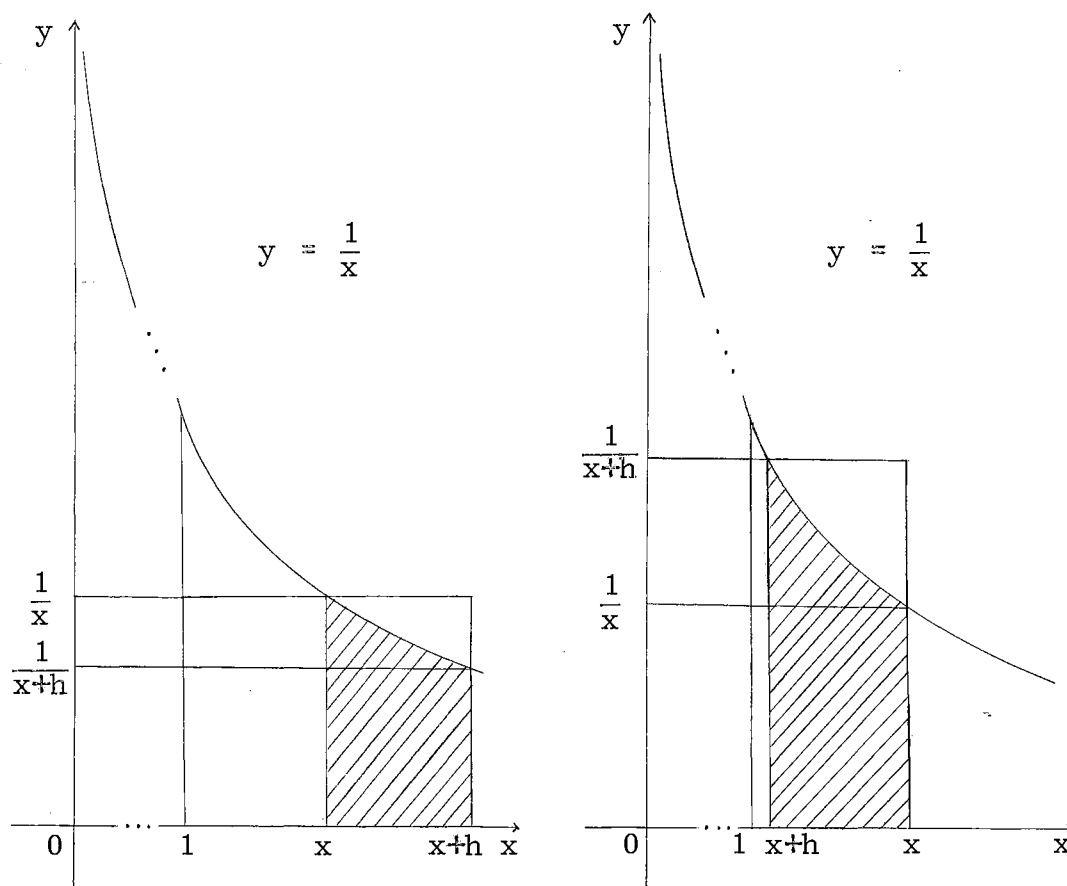 y
y = 1/x
1/x
1/x+h
0 ... 1 x x+h x
y
y = 1/x
1/x+h
1/x
0 ... 1 x+h x x